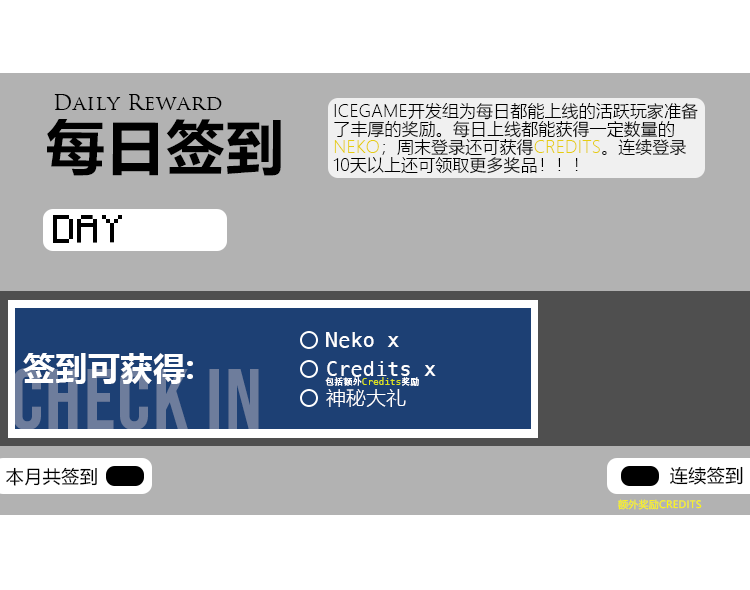 DAILY REWARD
每日签到
ICEGAME开发组为每日都能上线的活跃玩家准备
了丰厚的奖励。每日上线都能获得一定数量的
NEKO；周末登录还可获得CREDITS。连续登录
10天以上还可领取更多奖品！！！
DAY
签到可获得:
CHECK IN
Neko x
Credits x
包括额外Credits奖励
神秘大礼
本月共签到
连续签到
额外奖励CREDITS